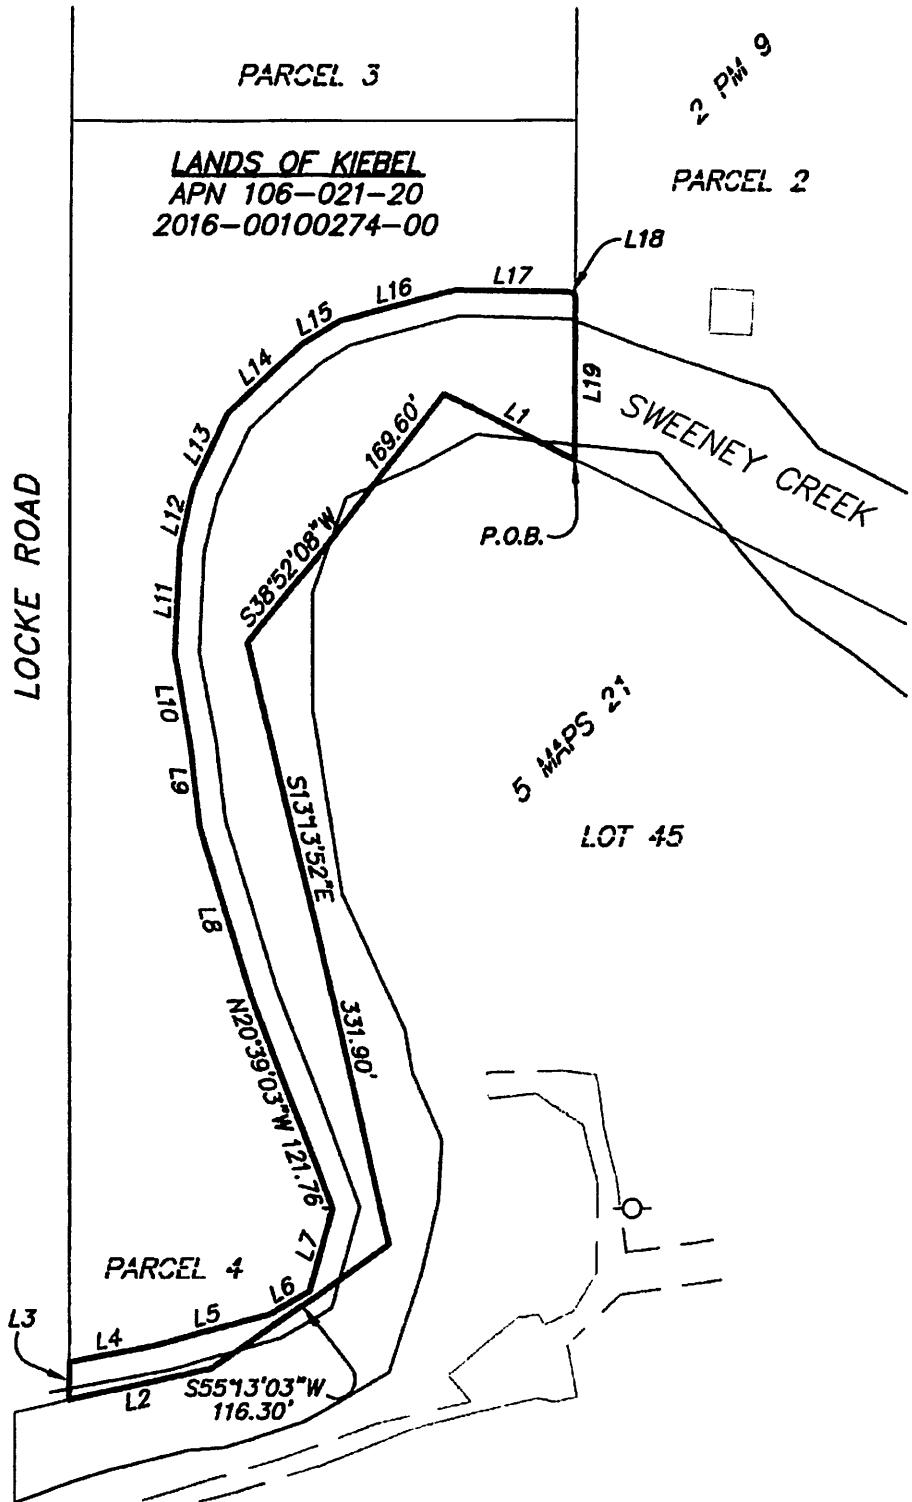 PARCEL 3
2 PM 9
LANDS OF KIEBEL
APN 106-021-20
2016-00100274-00
PARCEL 2
L18
L17
L16
L15
L14
L19
L1
169.60'
SWEENEY CREEK
L13
LOCKE ROAD
L12
P.O.B.
S38°52'08"W
L11
L10
5 MAPS 21
L9
S13°13'52"E
LOT 45
L8
N20°39'03"W 121.76'
331.90'
L7
PARCEL 4
L6
L5
L3
L4
L2
S55°13'03"W
116.30'